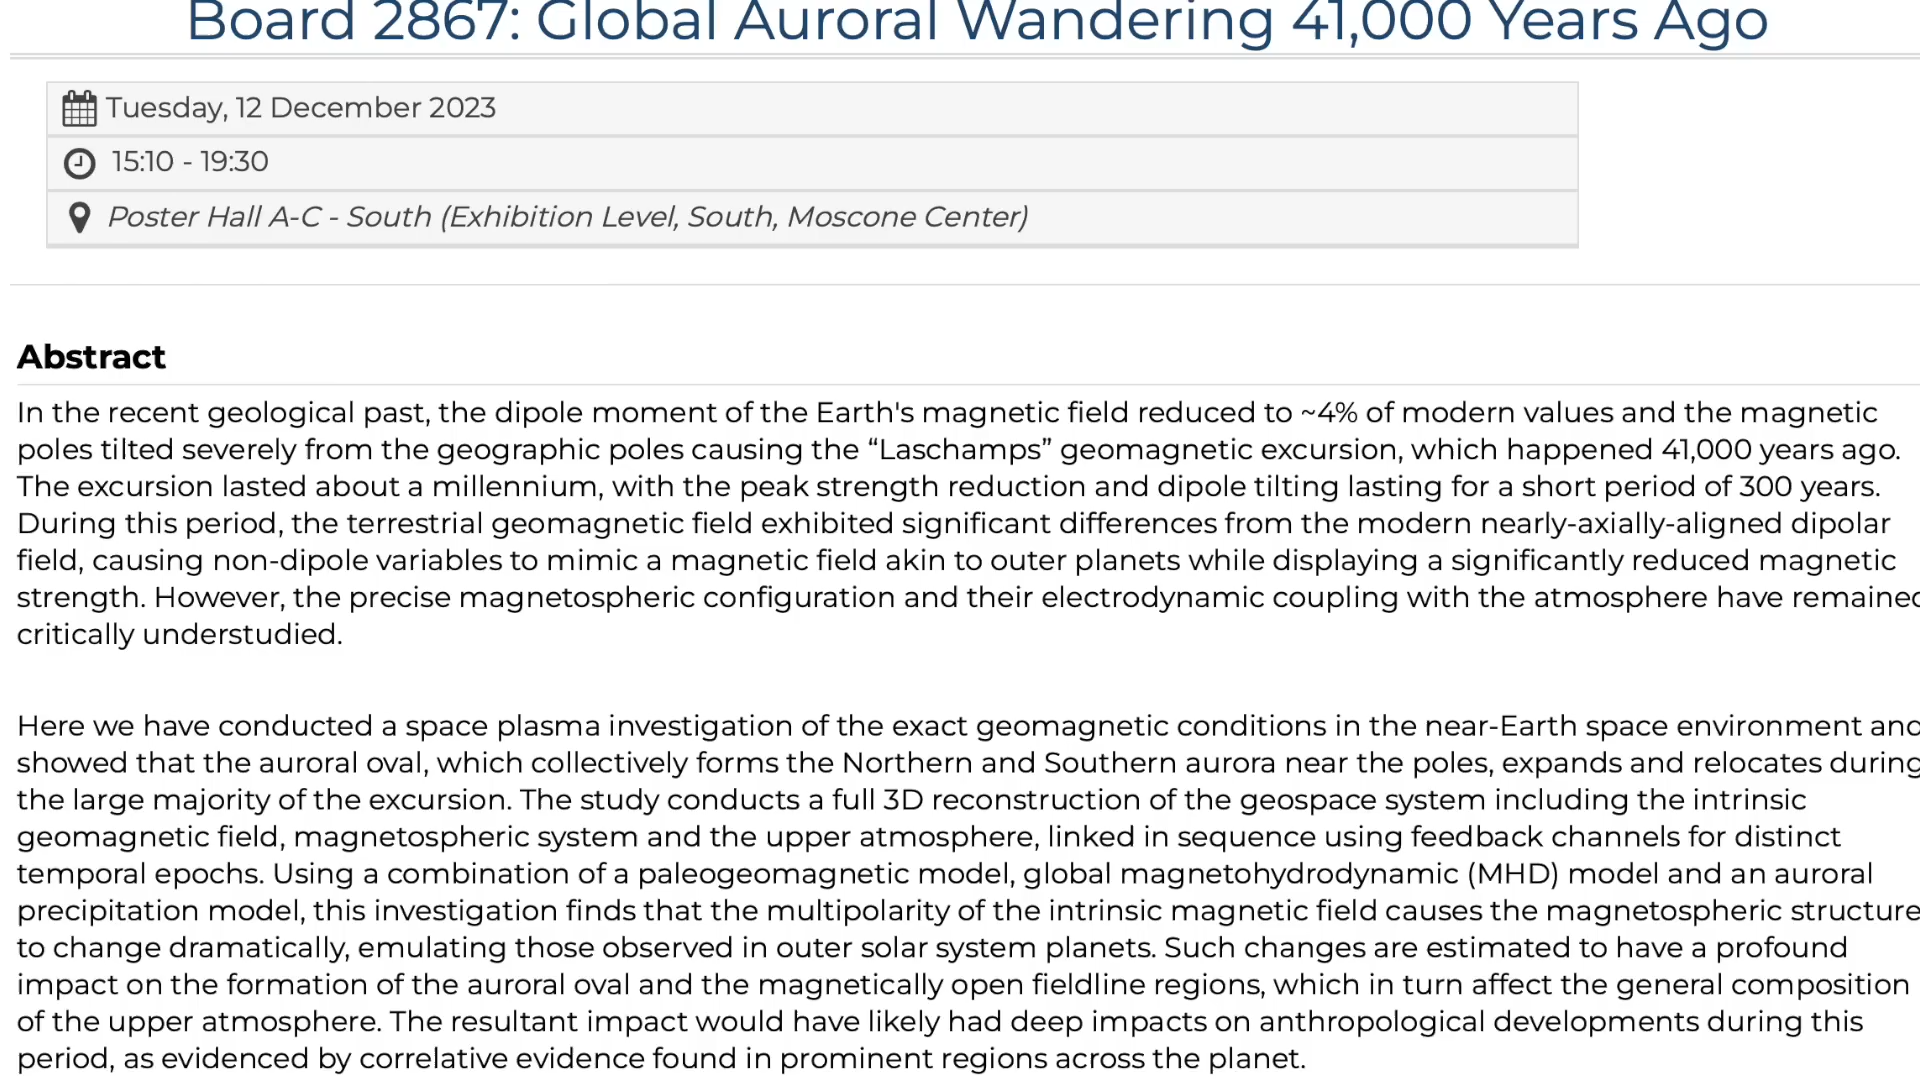 Board 2867: Global Auroral Wandering 41,000 Years Ago
Tuesday, 12 December 2023
15:10 - 19:30
Poster Hall A-C - South (Exhibition Level, South, Moscone Center)
Abstract
In the recent geological past, the dipole moment of the Earth's magnetic field reduced to ~4% of modern values and the magnetic
poles tilted severely from the geographic poles causing the “Laschamps” geomagnetic excursion, which happened 41,000 years ago.
The excursion lasted about a millennium, with the peak strength reduction and dipole tilting lasting for a short period of 300 years.
During this period, the terrestrial geomagnetic field exhibited significant differences from the modern nearly-axially-aligned dipolar
field, causing non-dipole variables to mimic a magnetic field akin to outer planets while displaying a significantly reduced magnetic
strength. However, the precise magnetospheric configuration and their electrodynamic coupling with the atmosphere have remained
critically understudied.
Here we have conducted a space plasma investigation of the exact geomagnetic conditions in the near-Earth space environment and
showed that the auroral oval, which collectively forms the Northern and Southern aurora near the poles, expands and relocates during
the large majority of the excursion. The study conducts a full 3D reconstruction of the geospace system including the intrinsic
geomagnetic field, magnetospheric system and the upper atmosphere, linked in sequence using feedback channels for distinct
temporal epochs. Using a combination of a paleogeomagnetic model, global magnetohydrodynamic (MHD) model and an auroral
precipitation model, this investigation finds that the multipolarity of the intrinsic magnetic field causes the magnetospheric structure
to change dramatically, emulating those observed in outer solar system planets. Such changes are estimated to have a profound
impact on the formation of the auroral oval and the magnetically open fieldline regions, which in turn affect the general composition
of the upper atmosphere. The resultant impact would have likely had deep impacts on anthropological developments during this
period, as evidenced by correlative evidence found in prominent regions across the planet.